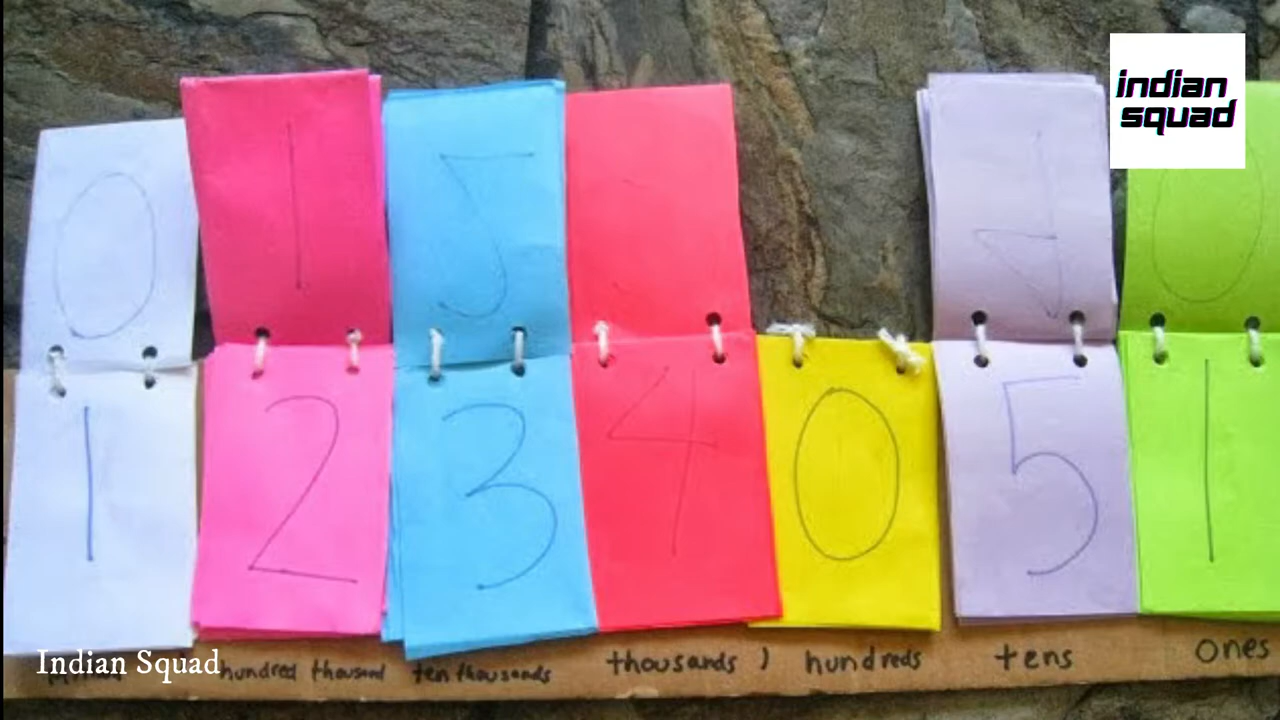 indian
squad
0 1
1 2 3 4 0 5 1
Indian Squad
hundred thousand ten thousands thousands ) hundreds tens ones